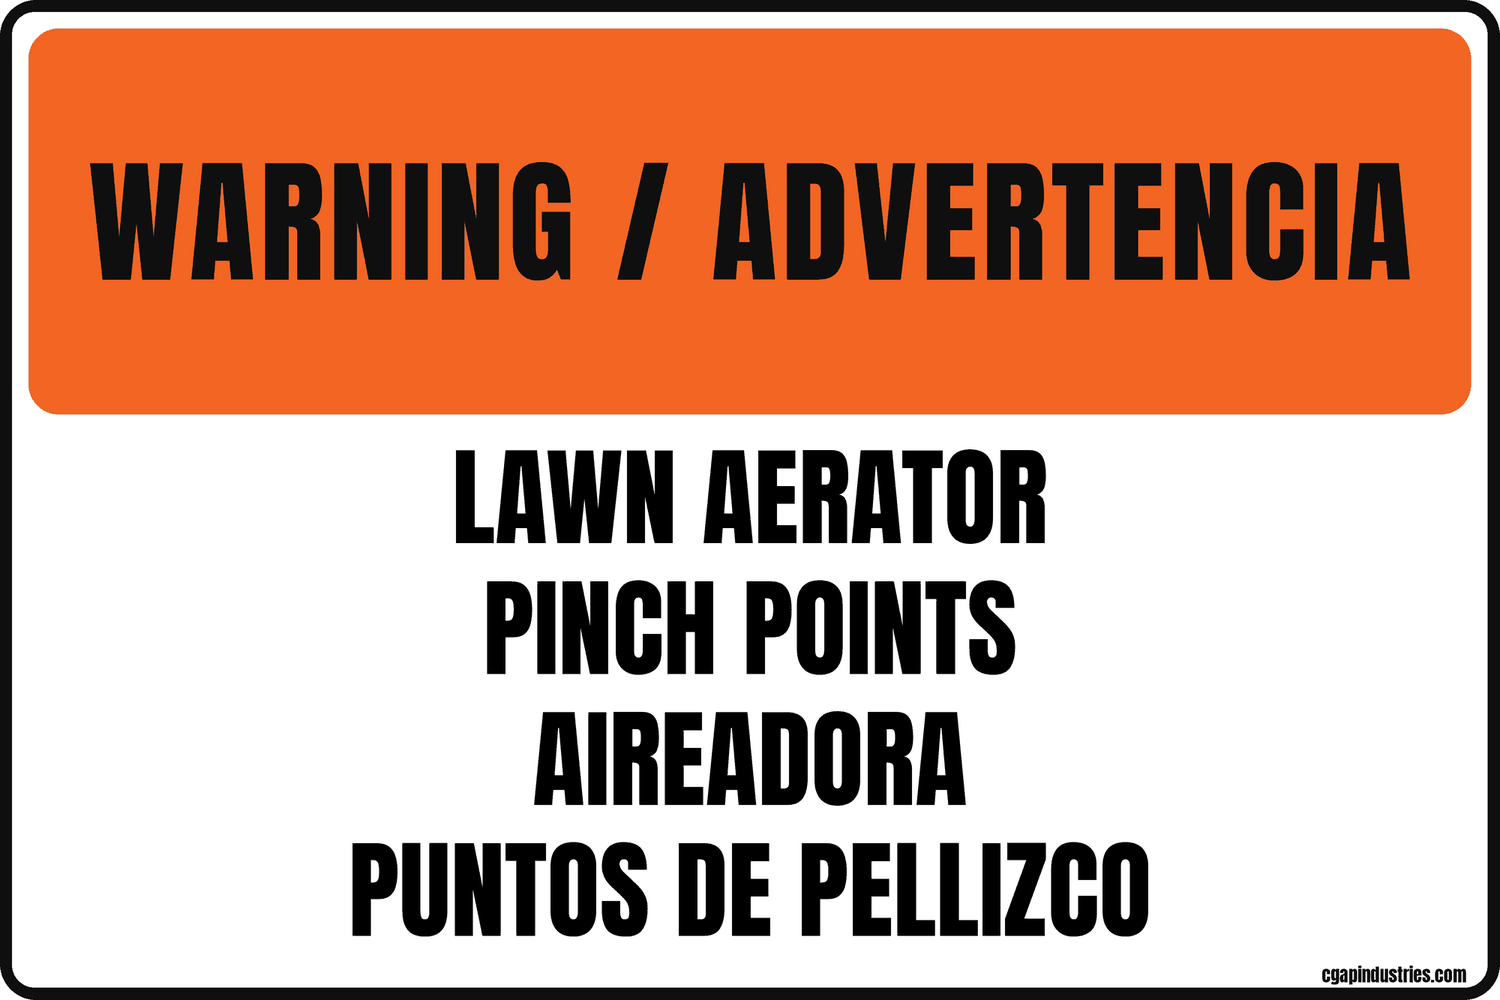 WARNING / ADVERTENCIA
LAWN AERATOR
PINCH POINTS
AIREADORA
PUNTOS DE PELLIZCO
cgapindustries.com